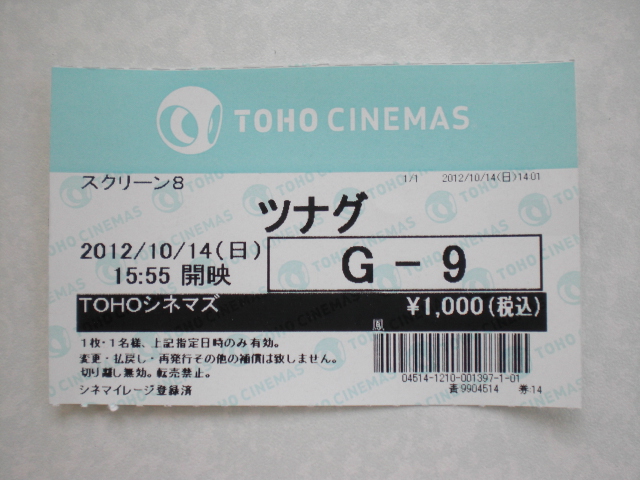 TOHO CINEMAS
スクリーン8 1/1 2012/10/14(日)14:01
ツナグ
2012/10/14(日)
15:55 開映
G-9
TOHOシネマズ ¥1,000(税込)
1枚・1名様、上記指定日時のみ有効。
変更・払戻し・再発行その他の補償は致しません。
切り離し無効。転売禁止。
シネマイレージ登録済
04514-1210-001397-1-01
9904514 券:14